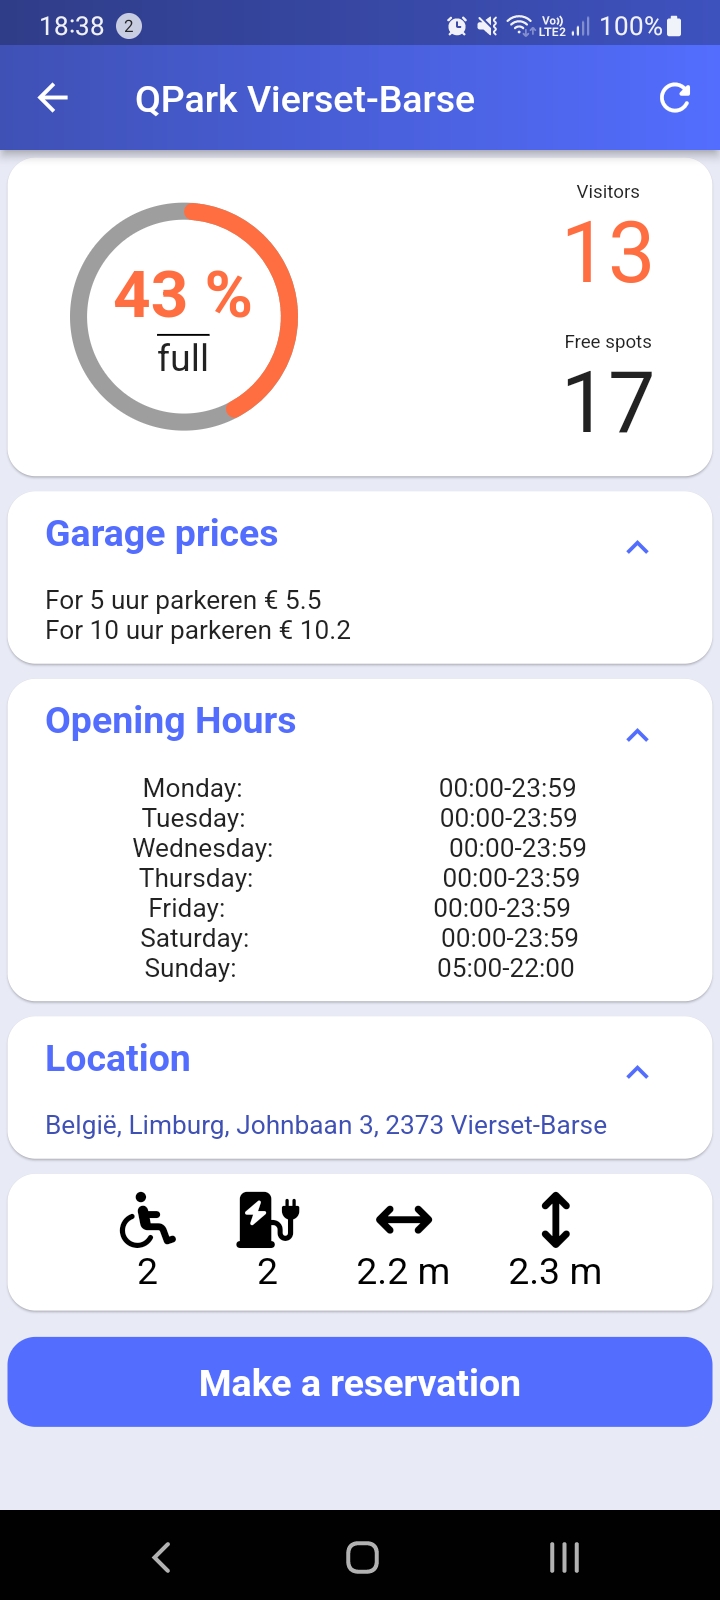 18:38 2 Vo)) LTE2 100%
QPark Vierset-Barse
Visitors
13
43 %
full
Free spots
17
Garage prices
For 5 uur parkeren € 5.5
For 10 uur parkeren € 10.2
Opening Hours
Monday: 00:00-23:59
Tuesday: 00:00-23:59
Wednesday: 00:00-23:59
Thursday: 00:00-23:59
Friday: 00:00-23:59
Saturday: 00:00-23:59
Sunday: 05:00-22:00
Location
België, Limburg, Johnbaan 3, 2373 Vierset-Barse
2 2 2.2 m 2.3 m
Make a reservation